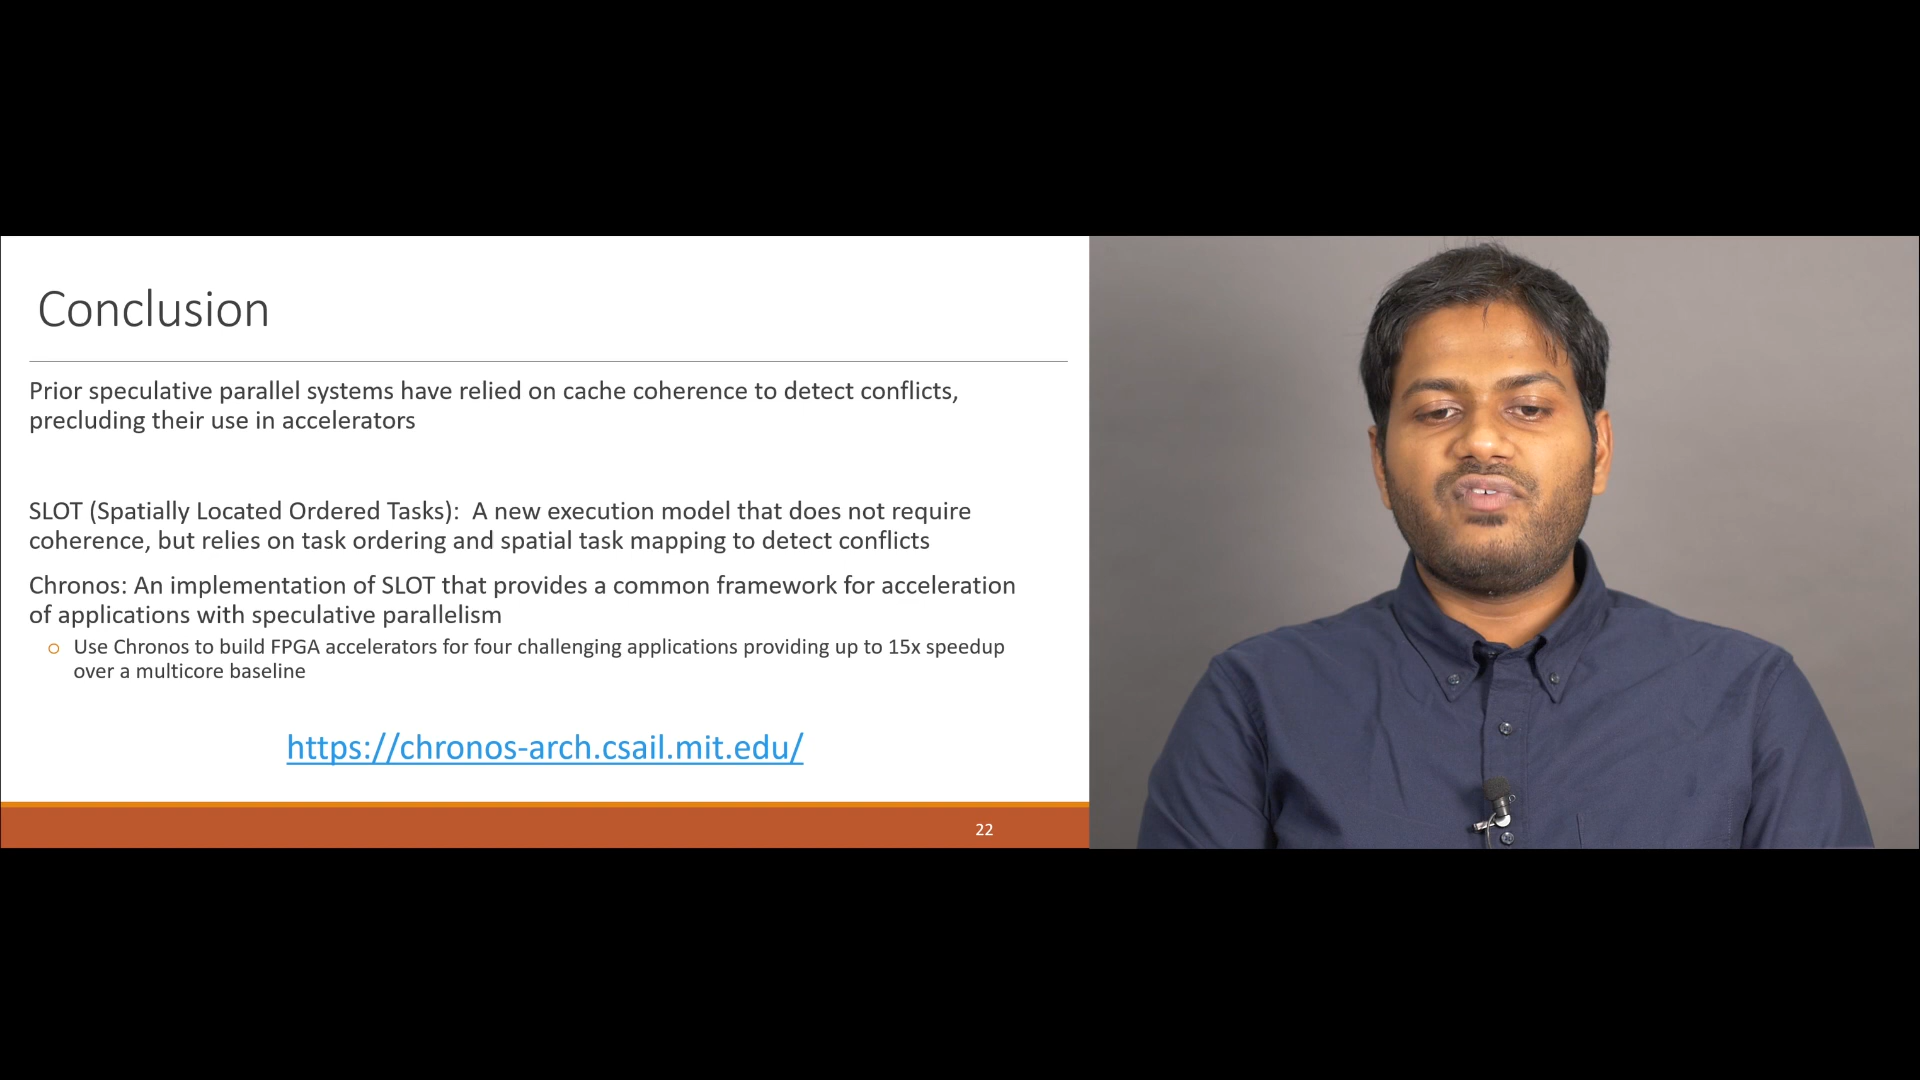 Conclusion
Prior speculative parallel systems have relied on cache coherence to detect conflicts,
precluding their use in accelerators
SLOT (Spatially Located Ordered Tasks):  A new execution model that does not require
coherence, but relies on task ordering and spatial task mapping to detect conflicts
Chronos: An implementation of SLOT that provides a common framework for acceleration
of applications with speculative parallelism
o Use Chronos to build FPGA accelerators for four challenging applications providing up to 15x speedup
over a multicore baseline
https://chronos-arch.csail.mit.edu/
22